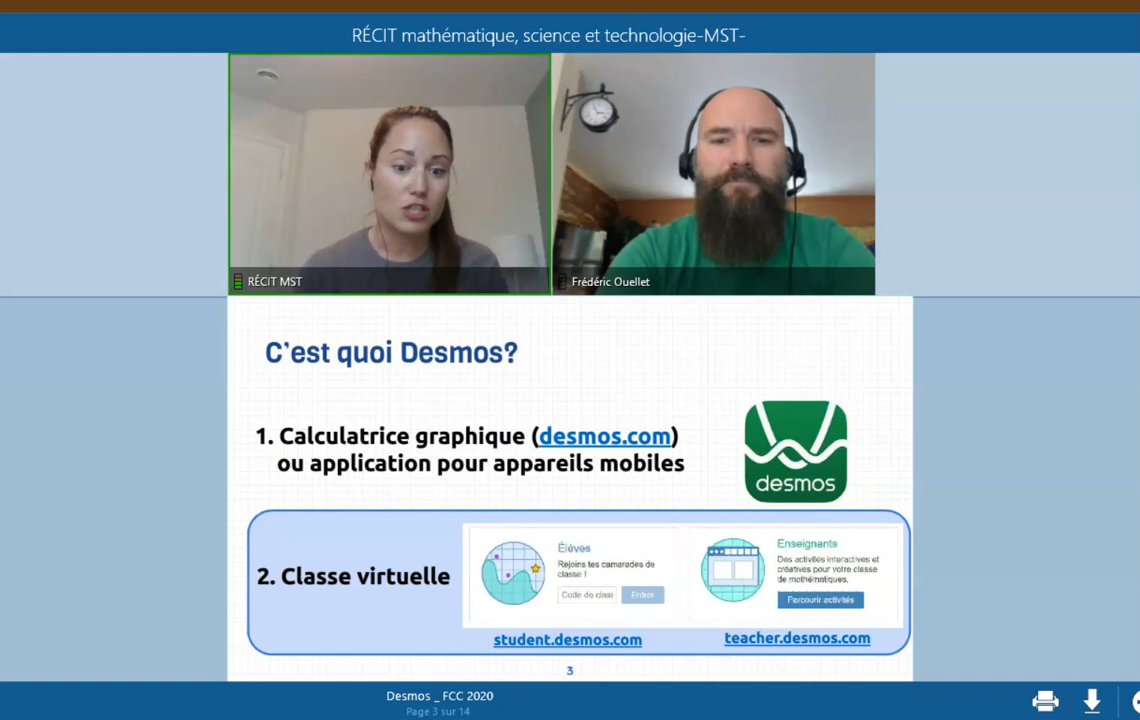 RÉCIT mathématique, science et technologie-MST-
RÉCIT MST
Frédéric Ouellet
C'est quoi Desmos?
1. Calculatrice graphique (desmos.com)
ou application pour appareils mobiles
desmos
2. Classe virtuelle
Élèves
Rejoins tes camarades de
classe !
Code de class
Entrer
student.desmos.com
Enseignants
Des activités interactives et
créatives pour votre classe
de mathématiques.
Parcourir activités
teacher.desmos.com
3
Desmos _ FCC 2020
Page 3 sur 14